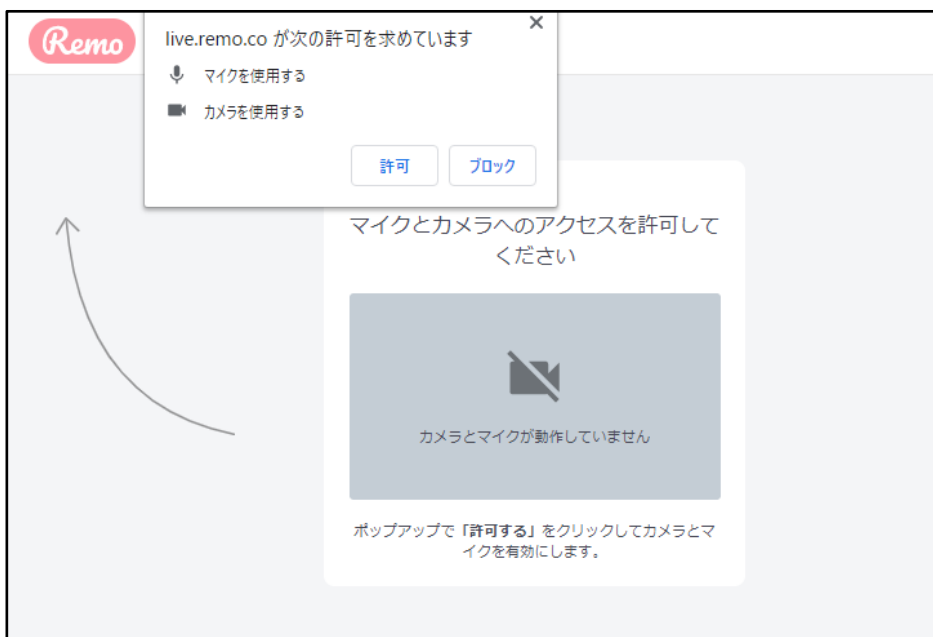 Remo
live.remo.co が次の許可を求めています
マイクを使用する
カメラを使用する
許可
ブロック
マイクとカメラへのアクセスを許可して
ください
カメラとマイクが動作していません
ポップアップで「許可する」をクリックしてカメラとマ
イクを有効にします。